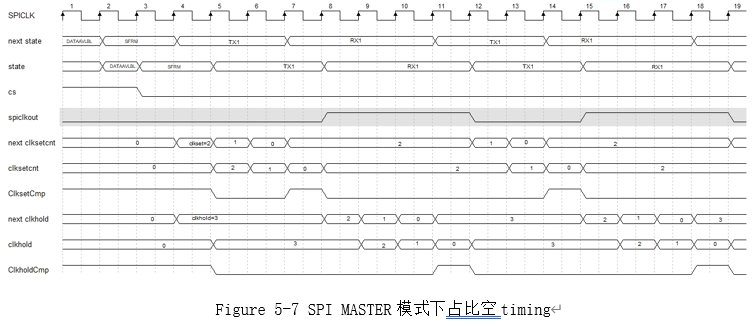 1 2 3 4 5 6 7 8 9 10 11 12 13 14 15 16 17 18 19
SPICLK
next state DATAAVLBL SFRM TX1 RX1 TX1 RX1
state DATAAVLBL SFRM TX1 RX1 TX1 RX1
cs
spiclkout
next clksetcnt 0 clkset=2 1 0 2 1 0 2
clksetcnt 0 2 1 0 2 1 0 2
ClksetCmp
next clkhold 0 clkhold=3 2 1 0 3 2 1 0 3
clkhold 0 3 2 1 0 3 2 1 0
ClkholdCmp
Figure 5-7 SPI MASTER 模式下占比空 timing